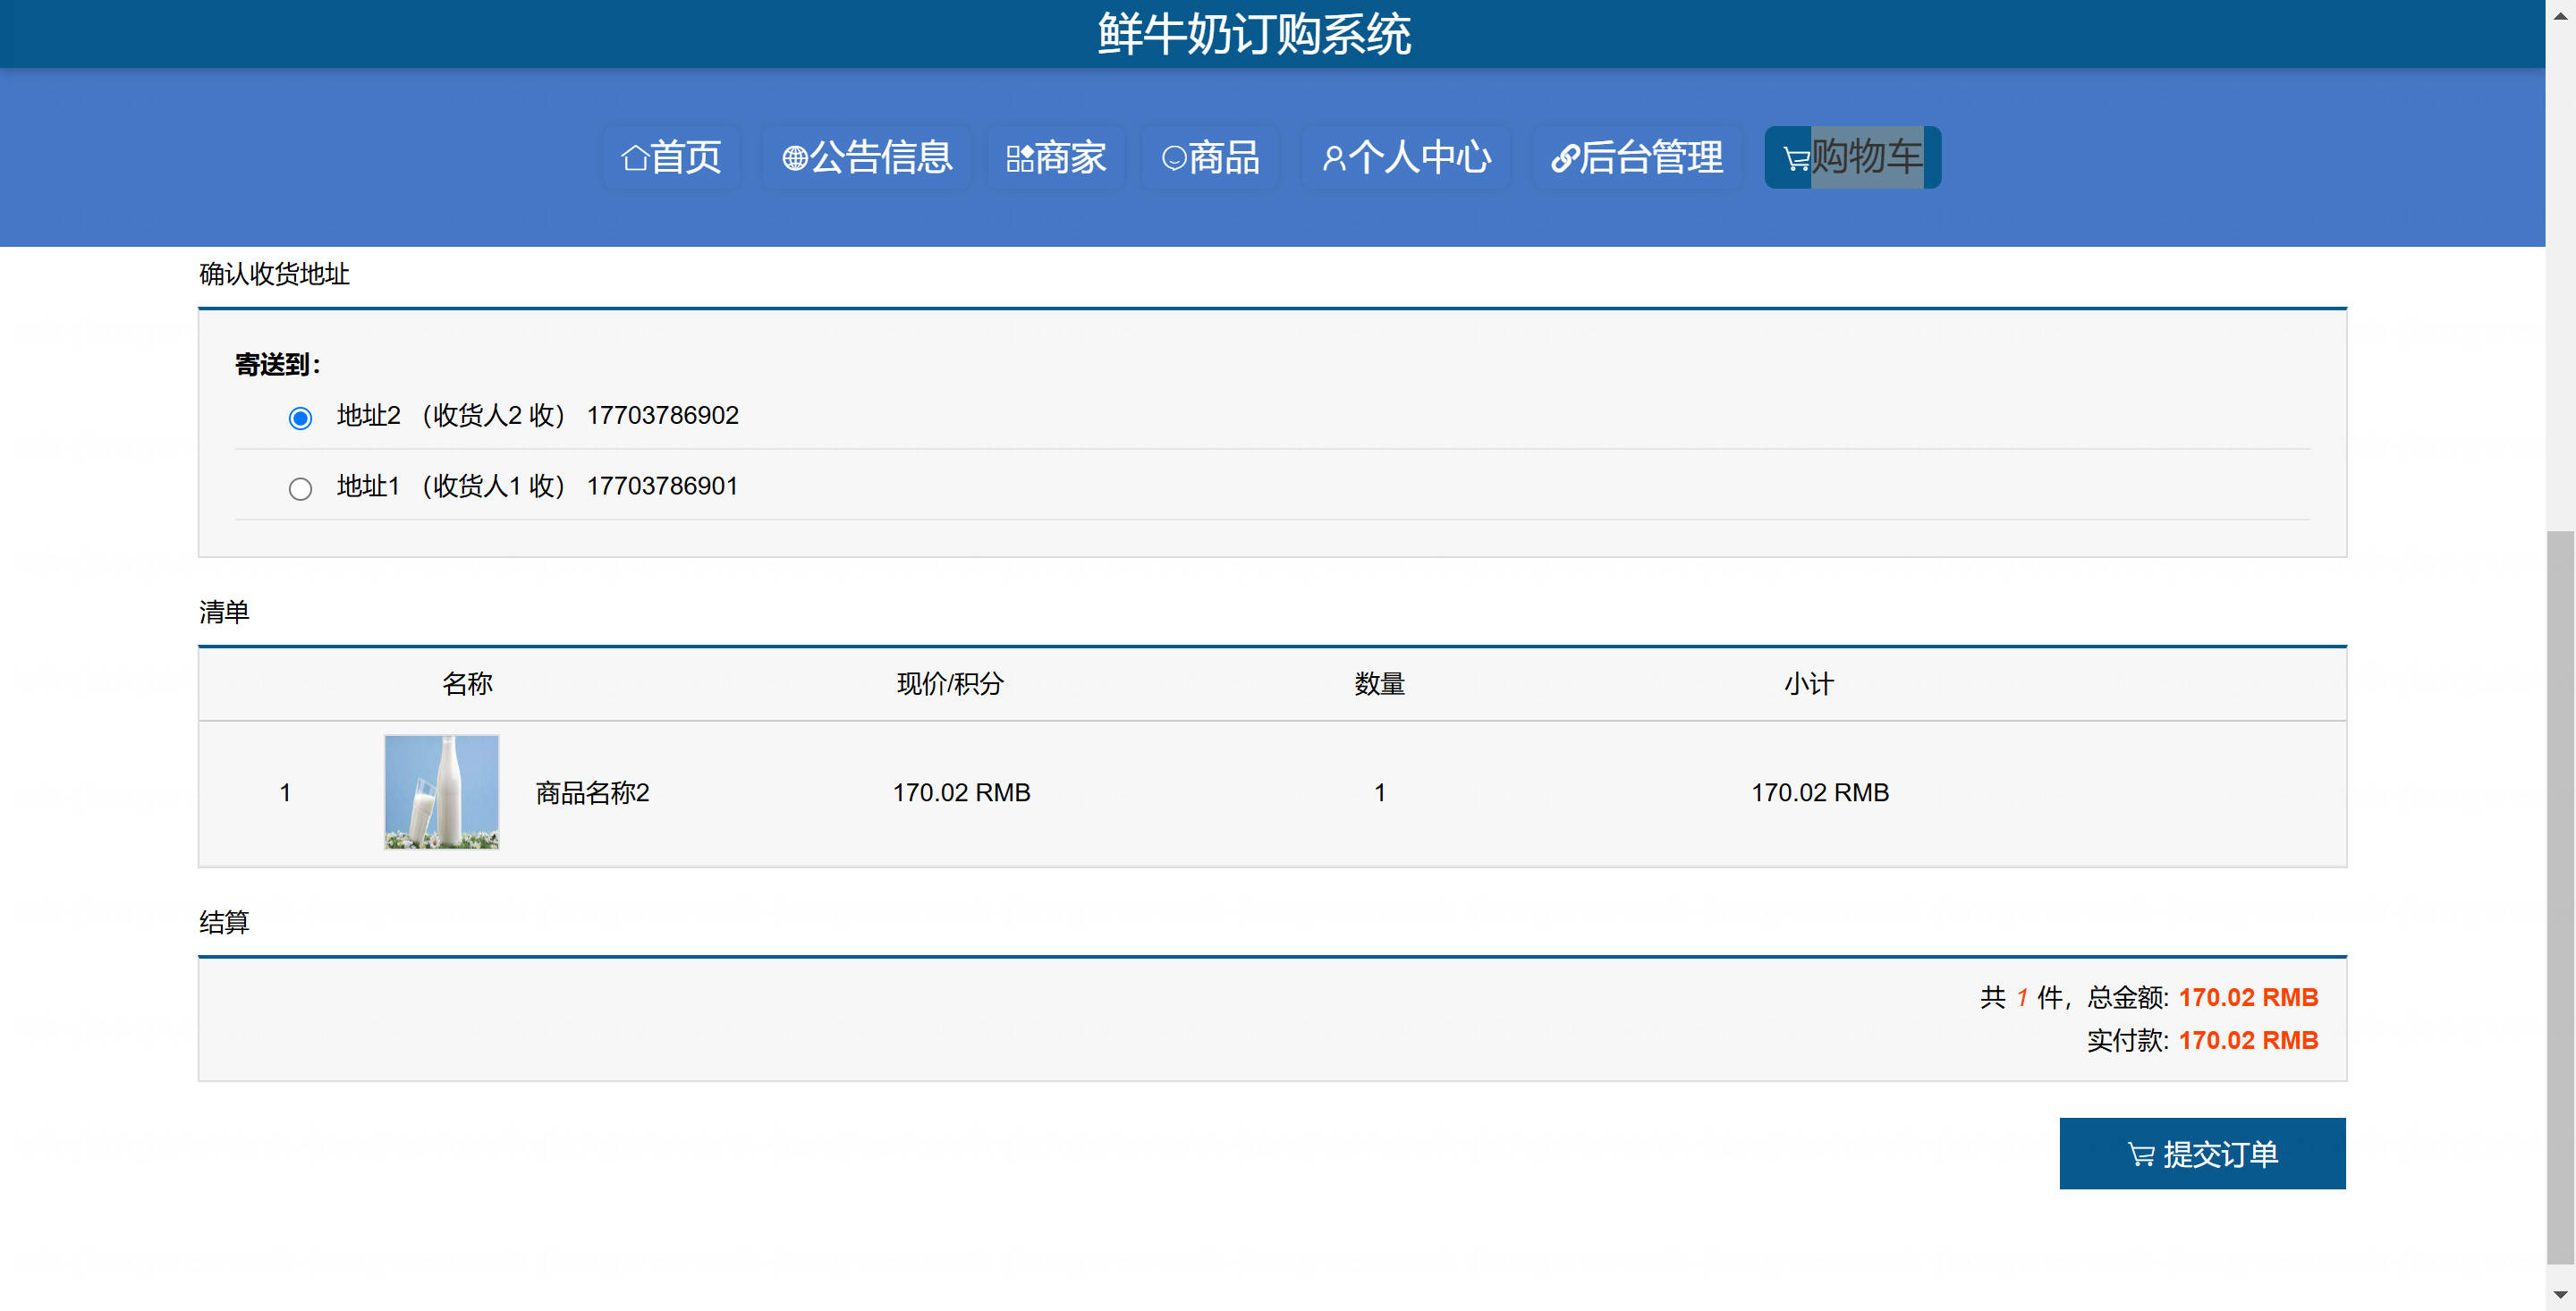 鲜牛奶订购系统
首页 公告信息 商家 商品 个人中心 后台管理 购物车
确认收货地址
寄送到:
地址2 （收货人2 收） 17703786902
地址1 （收货人1 收） 17703786901
清单
名称 现价/积分 数量 小计
1 商品名称2 170.02 RMB 1 170.02 RMB
结算
共 1 件，总金额: 170.02 RMB
实付款: 170.02 RMB
提交订单